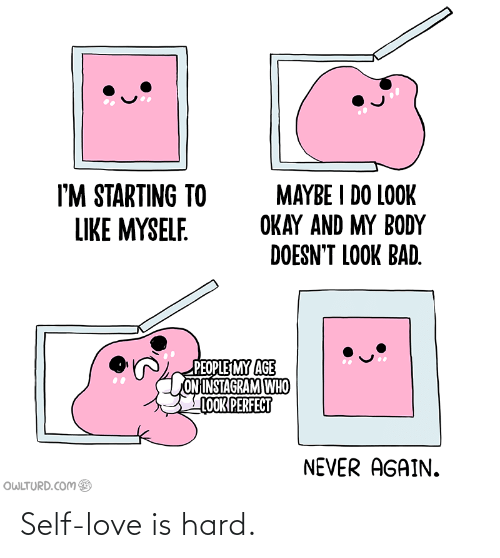 I'M STARTING TO
LIKE MYSELF.
MAYBE I DO LOOK
OKAY AND MY BODY
DOESN'T LOOK BAD.
PEOPLE MY AGE
ON INSTAGRAM WHO
LOOK PERFECT
NEVER AGAIN.
OWLTURD.COM
Self-love is hard.